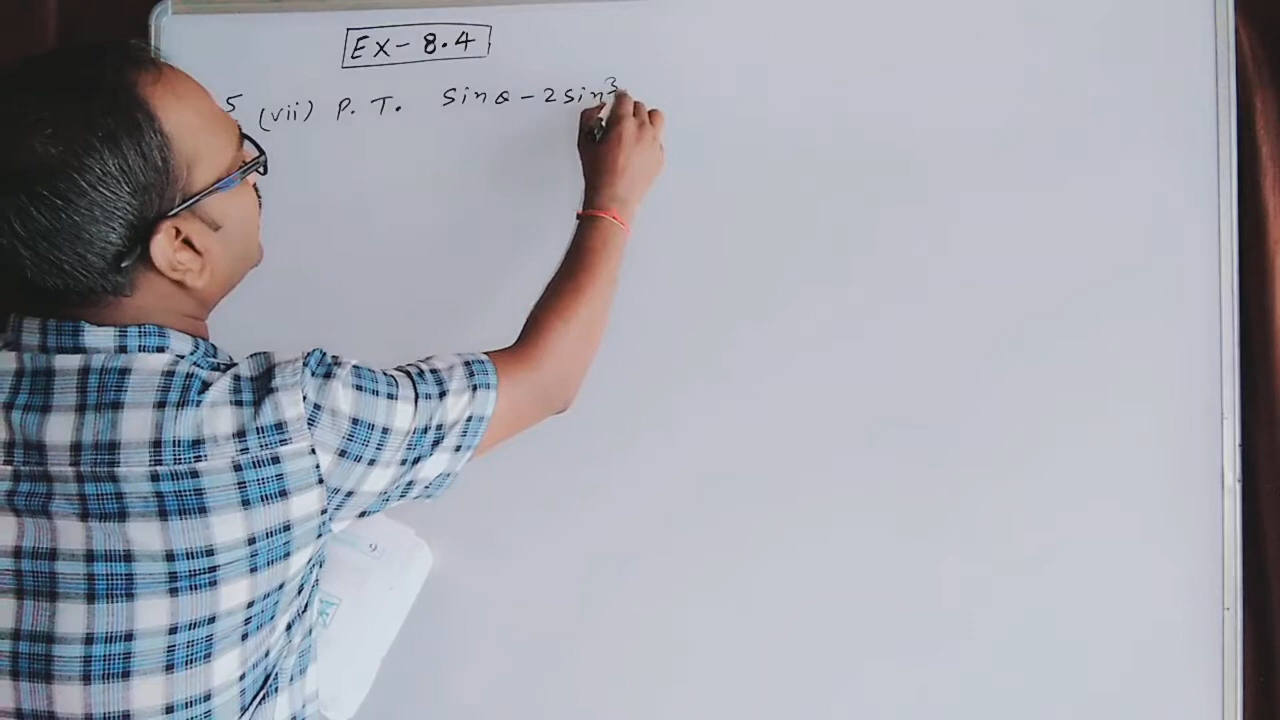 Ex - 8.4
5 (vii) P. T. sinθ - 2sin³